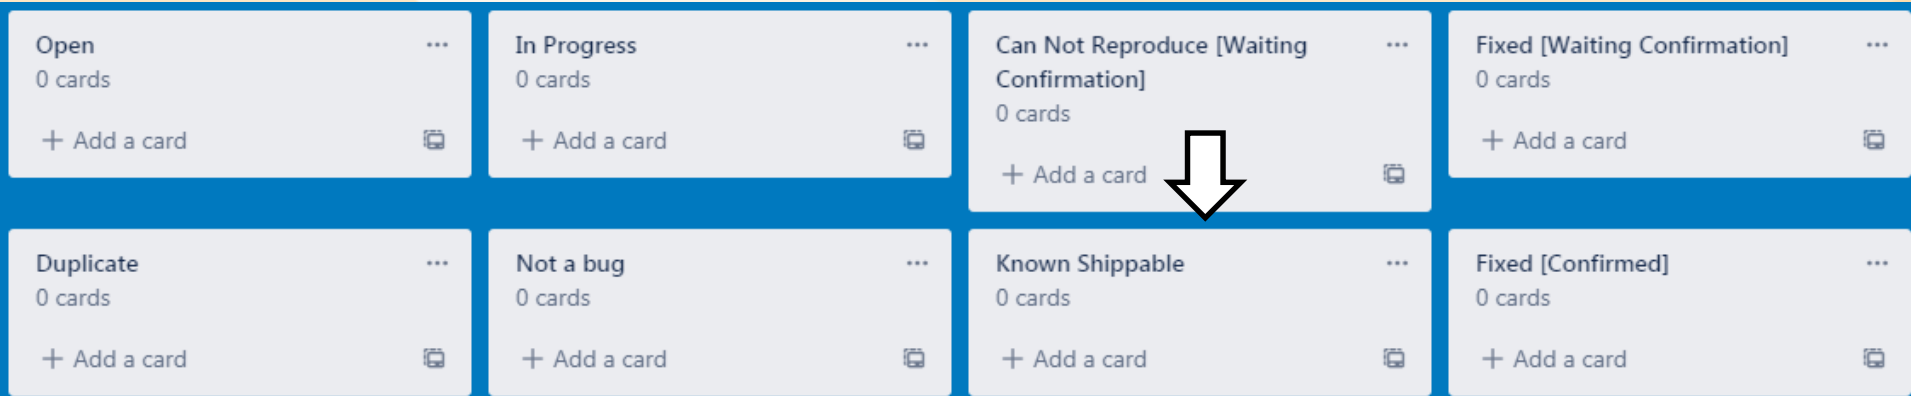 Open
0 cards
+ Add a card
In Progress
0 cards
+ Add a card
Can Not Reproduce [Waiting
Confirmation]
0 cards
+ Add a card
Fixed [Waiting Confirmation]
0 cards
+ Add a card
Duplicate
0 cards
+ Add a card
Not a bug
0 cards
+ Add a card
Known Shippable
0 cards
+ Add a card
Fixed [Confirmed]
0 cards
+ Add a card